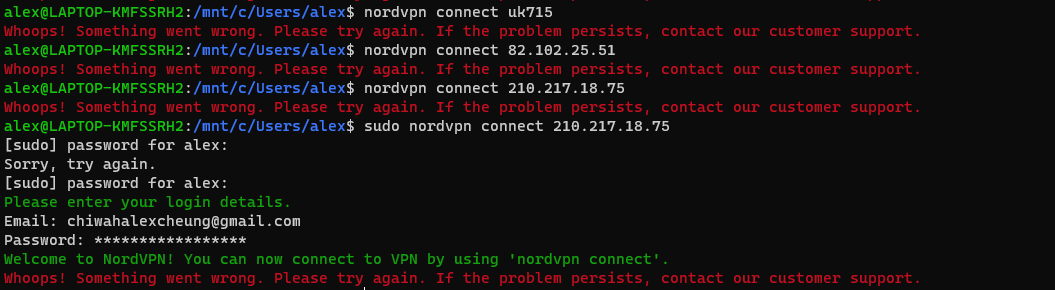 alex@LAPTOP-KMFSSRH2:/mnt/c/Users/alex$ nordvpn connect uk715
Whoops! Something went wrong. Please try again. If the problem persists, contact our customer support.
alex@LAPTOP-KMFSSRH2:/mnt/c/Users/alex$ nordvpn connect 82.102.25.51
Whoops! Something went wrong. Please try again. If the problem persists, contact our customer support.
alex@LAPTOP-KMFSSRH2:/mnt/c/Users/alex$ nordvpn connect 210.217.18.75
Whoops! Something went wrong. Please try again. If the problem persists, contact our customer support.
alex@LAPTOP-KMFSSRH2:/mnt/c/Users/alex$ sudo nordvpn connect 210.217.18.75
[sudo] password for alex:
Sorry, try again.
[sudo] password for alex:
Please enter your login details.
Email: chiwahalexcheung@gmail.com
Password: *****************
Welcome to NordVPN! You can now connect to VPN by using 'nordvpn connect'.
Whoops! Something went wrong. Please try again. If the problem persists, contact our customer support.